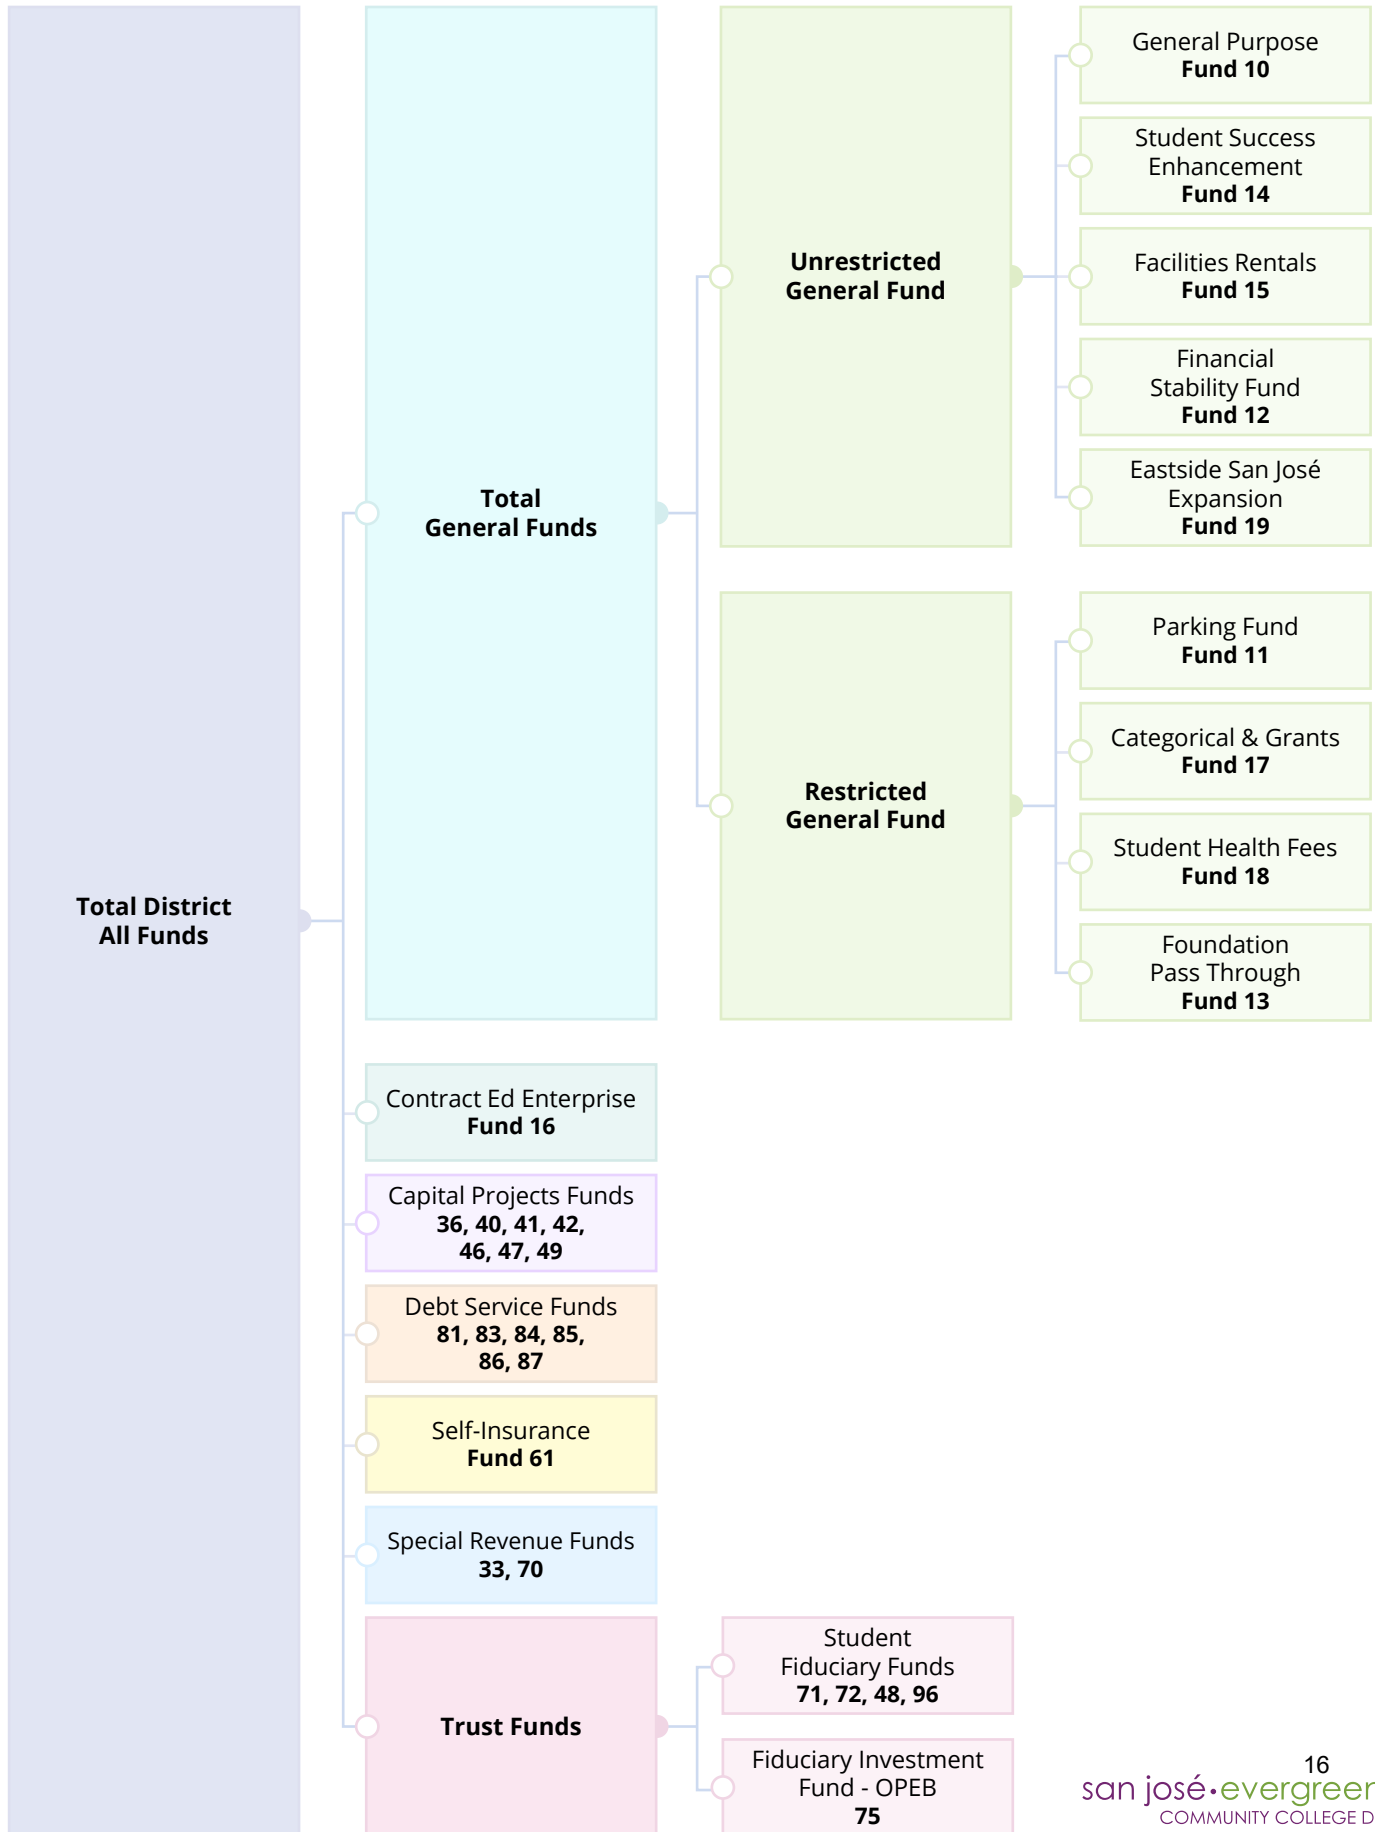 Total District
All Funds
Total
General Funds
Unrestricted
General Fund
General Purpose
Fund 10
Student Success
Enhancement
Fund 14
Facilities Rentals
Fund 15
Financial
Stability Fund
Fund 12
Eastside San José
Expansion
Fund 19
Restricted
General Fund
Parking Fund
Fund 11
Categorical & Grants
Fund 17
Student Health Fees
Fund 18
Foundation
Pass Through
Fund 13
Contract Ed Enterprise
Fund 16
Capital Projects Funds
36, 40, 41, 42,
46, 47, 49
Debt Service Funds
81, 83, 84, 85,
86, 87
Self-Insurance
Fund 61
Special Revenue Funds
33, 70
Trust Funds
Student
Fiduciary Funds
71, 72, 48, 96
Fiduciary Investment
Fund - OPEB
75
16
san josé·evergreen
COMMUNITY COLLEGE D